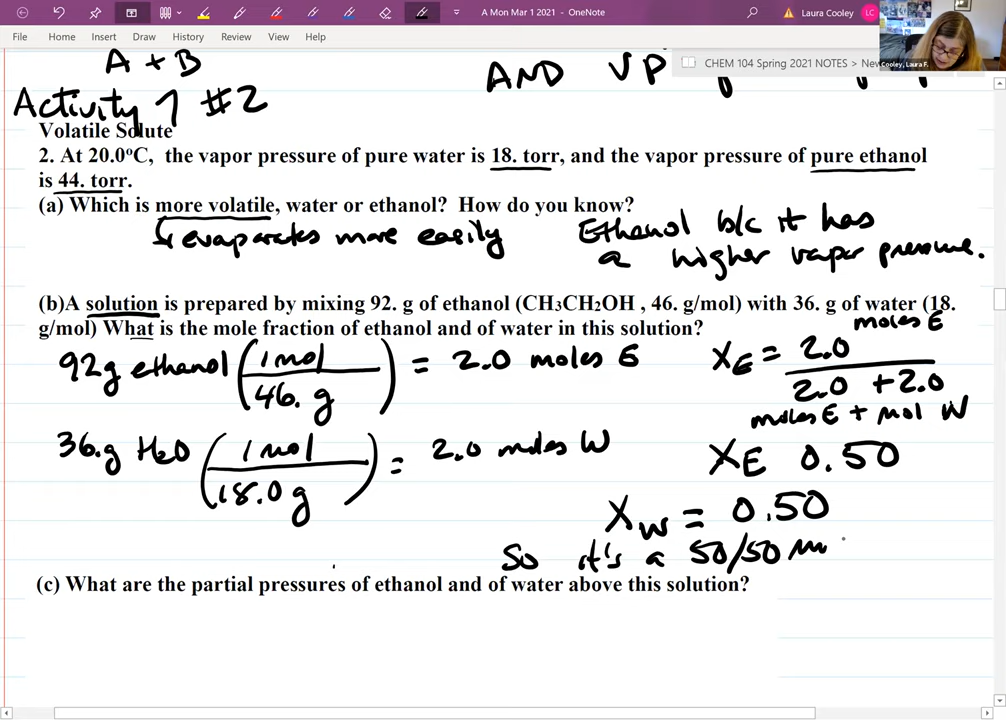 A Mon Mar 1 2021 - OneNote
Laura Cooley
LC
File Home Insert Draw History Review View Help
CHEM 104 Spring 2021 NOTES >
Cooley, Laura F.
A + B
AND VP
Activity 7 #2
Volatile Solute
2. At 20.0°C, the vapor pressure of pure water is 18. torr, and the vapor pressure of pure ethanol
is 44. torr.
(a) Which is more volatile, water or ethanol? How do you know?
↳ evaporates more easily
Ethanol b/c it has
a higher vapor pressure.
(b)A solution is prepared by mixing 92. g of ethanol (CH3CH2OH , 46. g/mol) with 36. g of water (18.
g/mol) What is the mole fraction of ethanol and of water in this solution?
92g ethanol (1 mol / 46. g) = 2.0 moles E
moles E
XE = 2.0 / 2.0 + 2.0
moles E + mol W
36.g H2O (1 mol / 18.0 g) = 2.0 moles W
XE 0.50
XW = 0.50
So it's a 50/50
(c) What are the partial pressures of ethanol and of water above this solution?